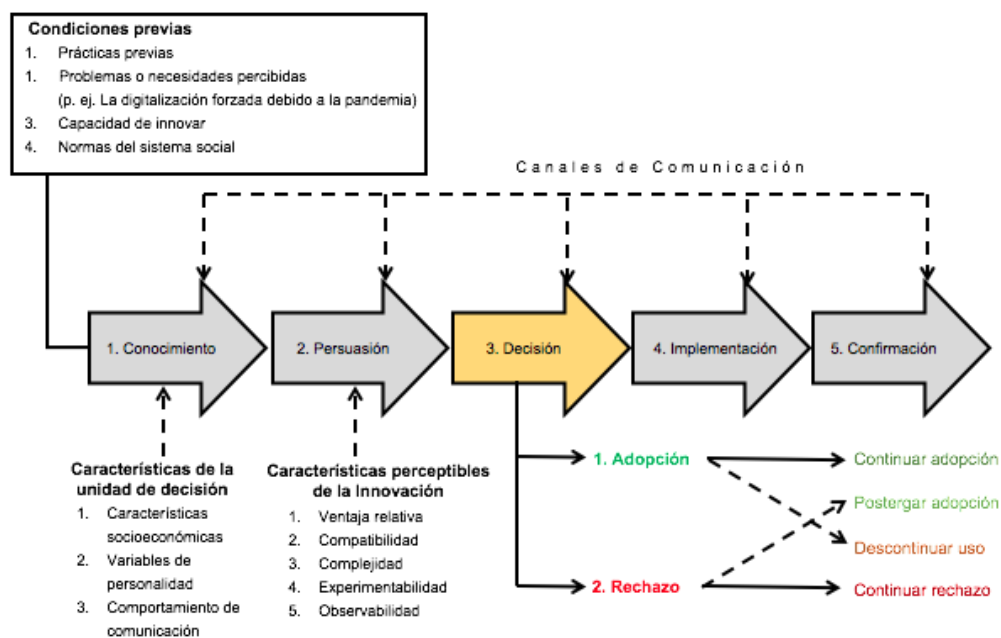 Condiciones previas
1. Prácticas previas
1. Problemas o necesidades percibidas
(p. ej. La digitalización forzada debido a la pandemia)
3. Capacidad de innovar
4. Normas del sistema social
Canales de Comunicación
1. Conocimiento
2. Persuasión
3. Decisión
4. Implementación
5. Confirmación
Características de la
unidad de decisión
1. Características
socioeconómicas
2. Variables de
personalidad
3. Comportamiento de
comunicación
Características perceptibles
de la Innovación
1. Ventaja relativa
2. Compatibilidad
3. Complejidad
4. Experimentabilidad
5. Observabilidad
1. Adopción
2. Rechazo
Continuar adopción
Postergar adopción
Descontinuar uso
Continuar rechazo